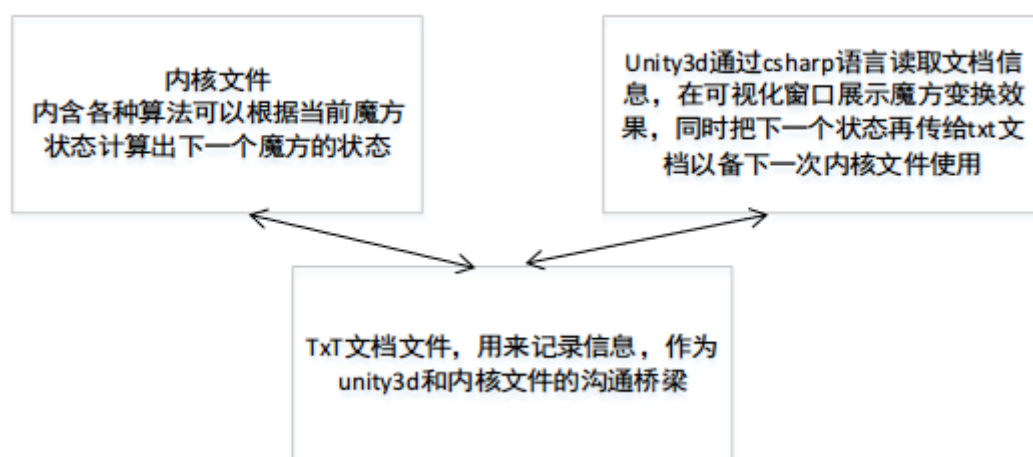 内核文件
内含各种算法可以根据当前魔方
状态计算出下一个魔方的状态
Unity3d通过csharp语言读取文档信
息，在可视化窗口展示魔方变换效
果，同时把下一个状态再传给txt文
档以备下一次内核文件使用
TxT文档文件，用来记录信息，作为
unity3d和内核文件的沟通桥梁